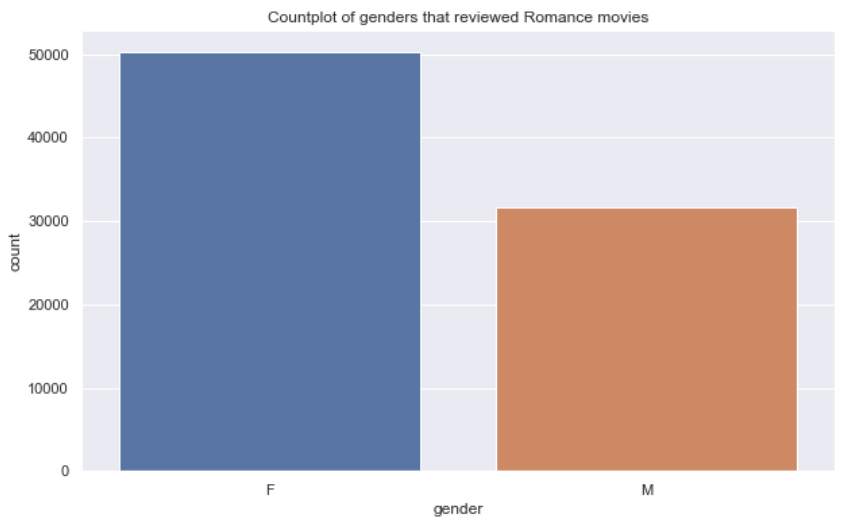 Countplot of genders that reviewed Romance movies
50000
40000
30000
20000
10000
0
count
F
M
gender